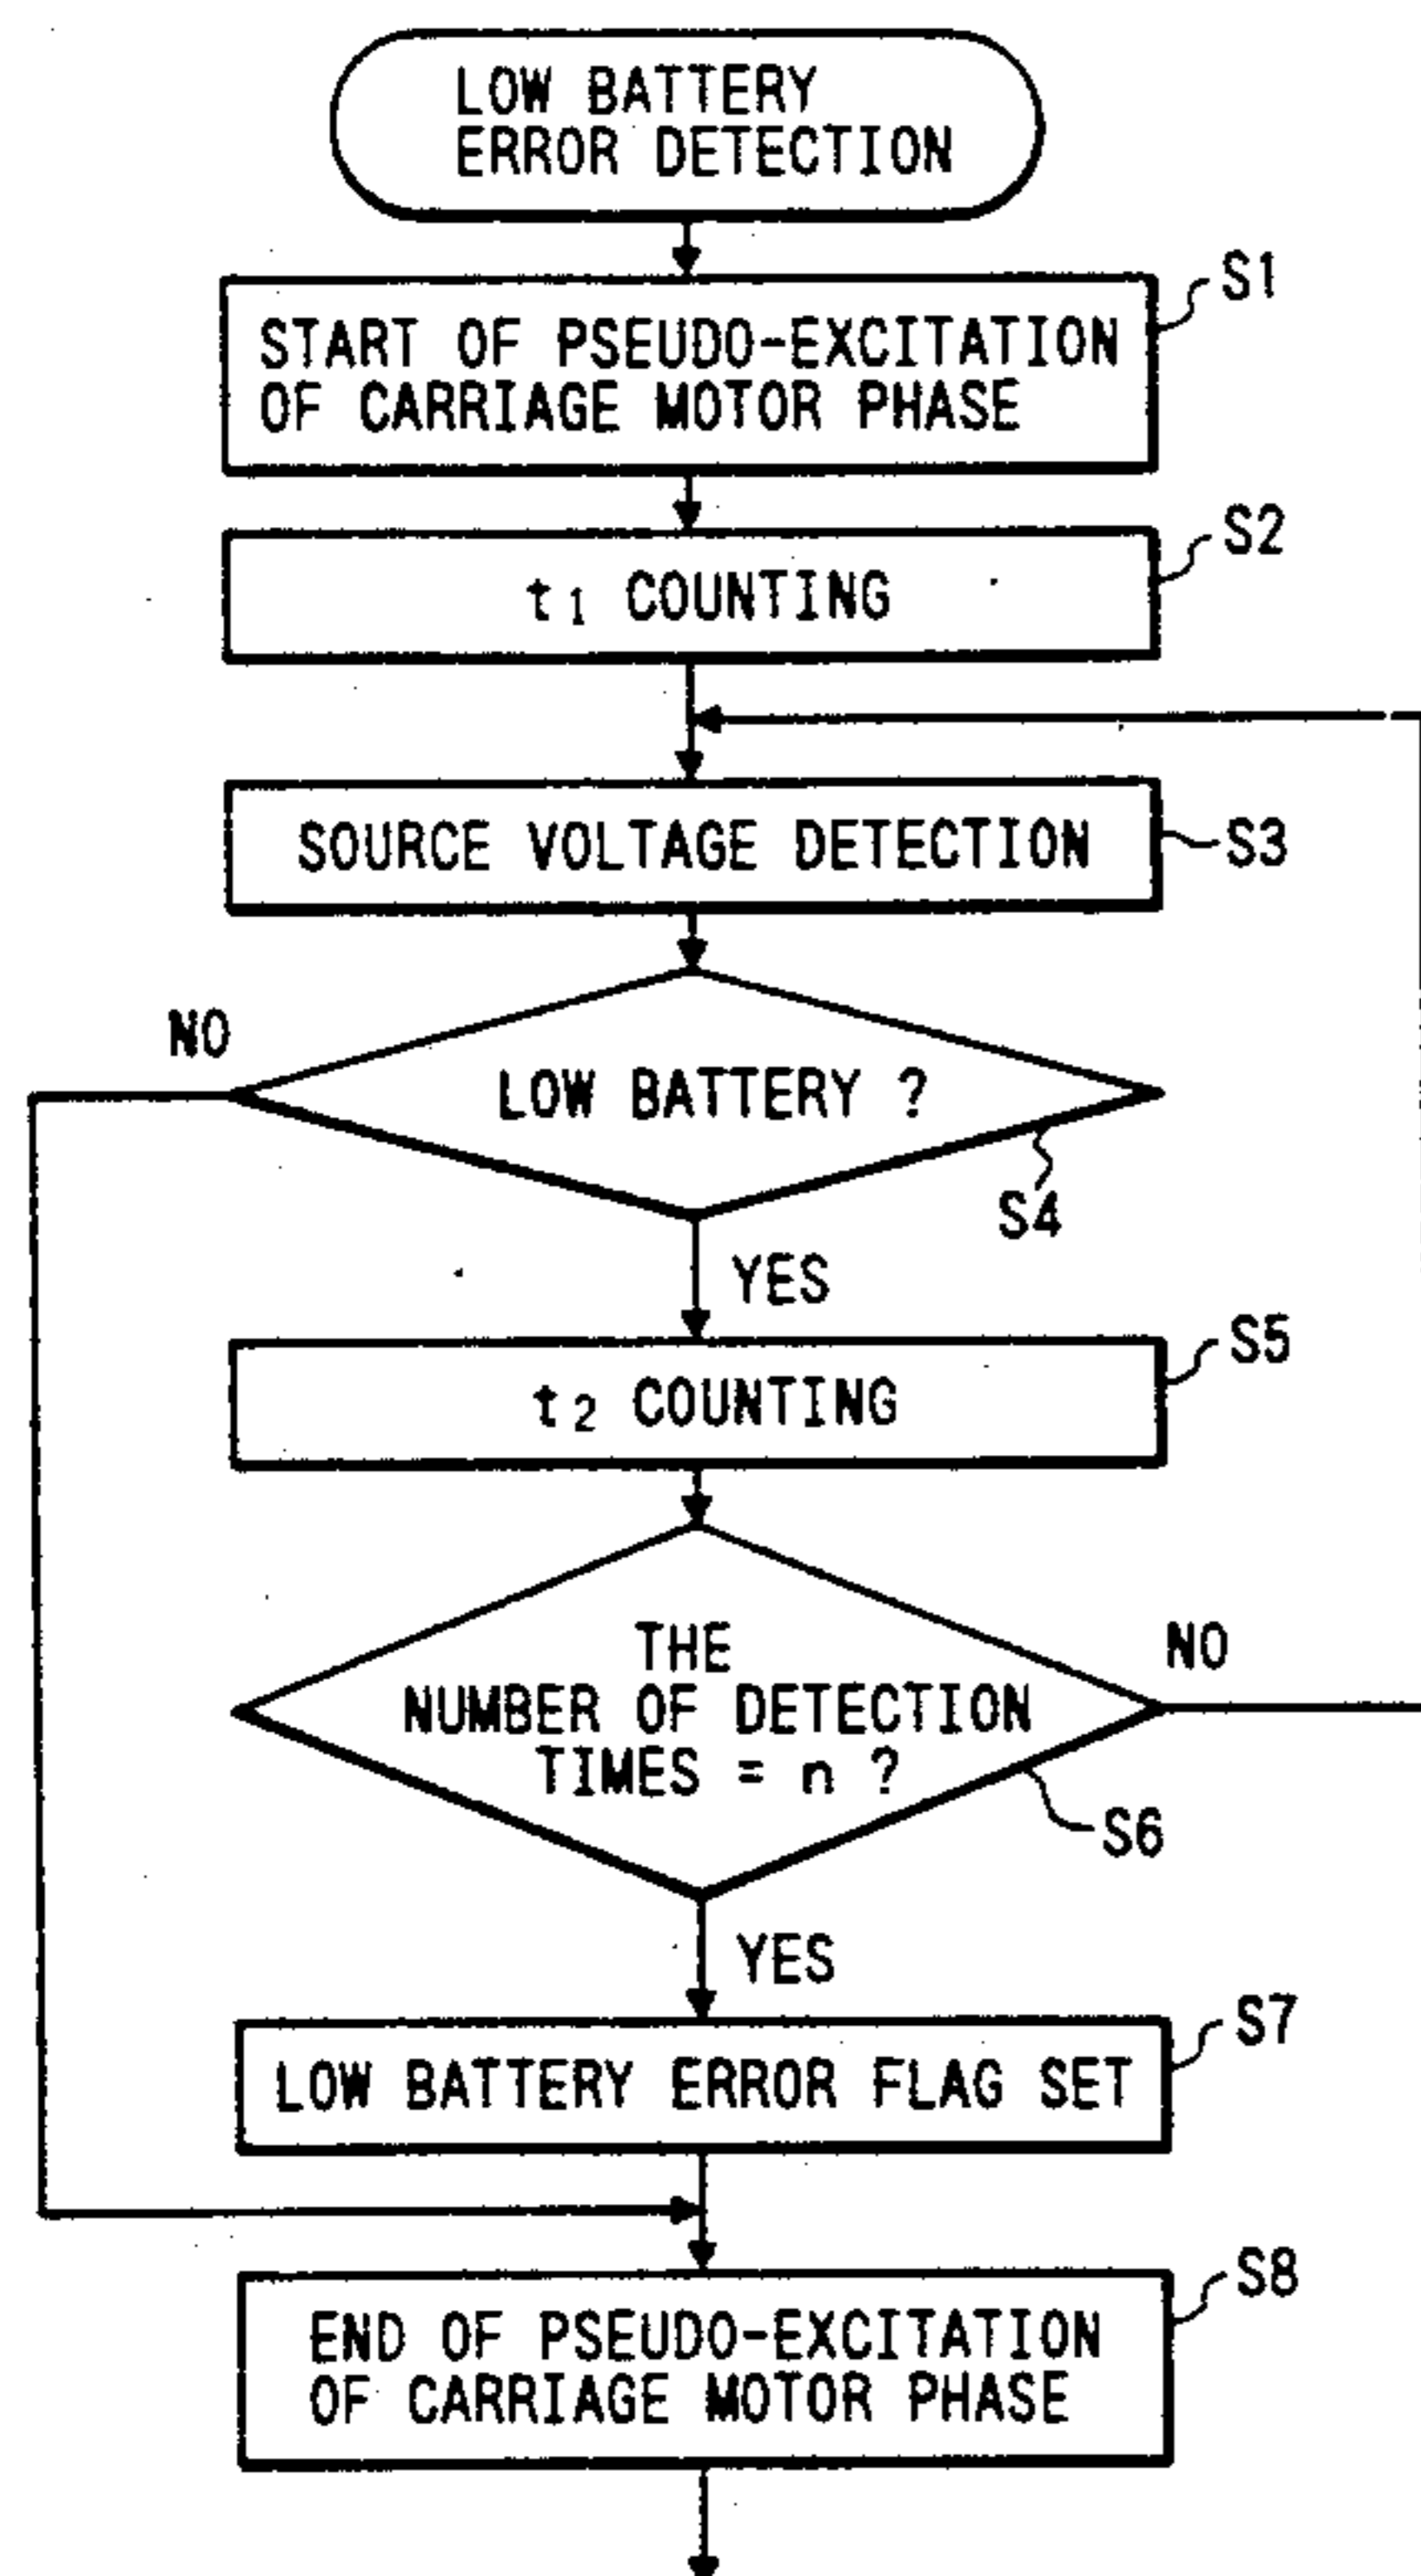 LOW BATTERY
ERROR DETECTION
S1
START OF PSEUDO-EXCITATION
OF CARRIAGE MOTOR PHASE
S2
t1 COUNTING
SOURCE VOLTAGE DETECTION
S3
NO
LOW BATTERY ?
S4
YES
S5
t2 COUNTING
THE
NUMBER OF DETECTION
TIMES = n ?
NO
S6
YES
S7
LOW BATTERY ERROR FLAG SET
S8
END OF PSEUDO-EXCITATION
OF CARRIAGE MOTOR PHASE